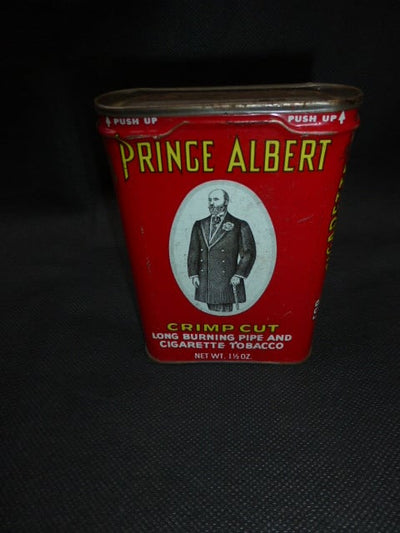 PUSH UP
PUSH UP
PRINCE ALBERT
CRIMP CUT
LONG BURNING PIPE AND
CIGARETTE TOBACCO
NET WT. 1½ OZ.